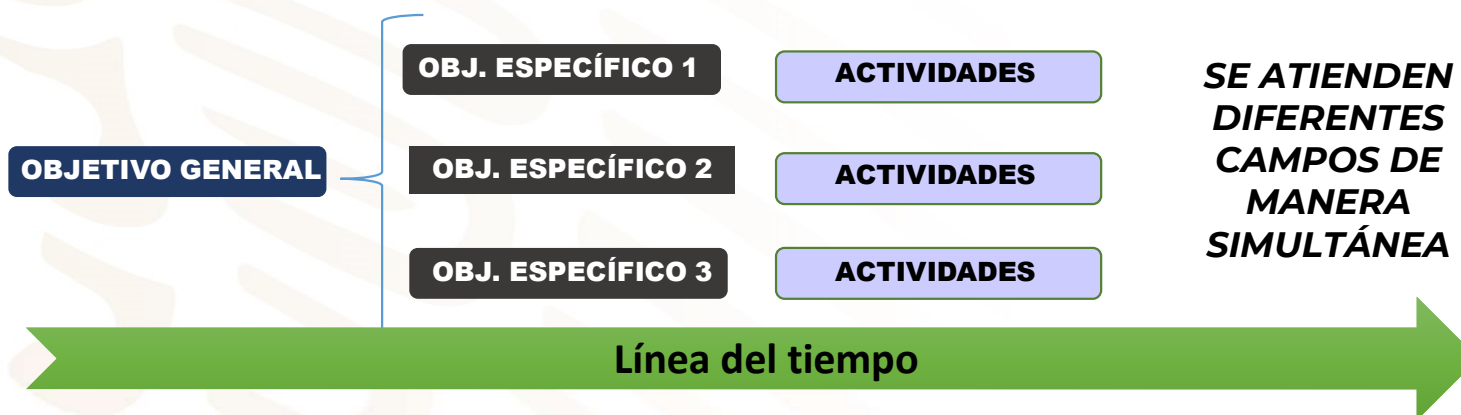 OBJETIVO GENERAL
OBJ. ESPECÍFICO 1
ACTIVIDADES
OBJ. ESPECÍFICO 2
ACTIVIDADES
OBJ. ESPECÍFICO 3
ACTIVIDADES
SE ATIENDEN
DIFERENTES
CAMPOS DE
MANERA
SIMULTÁNEA
Línea del tiempo